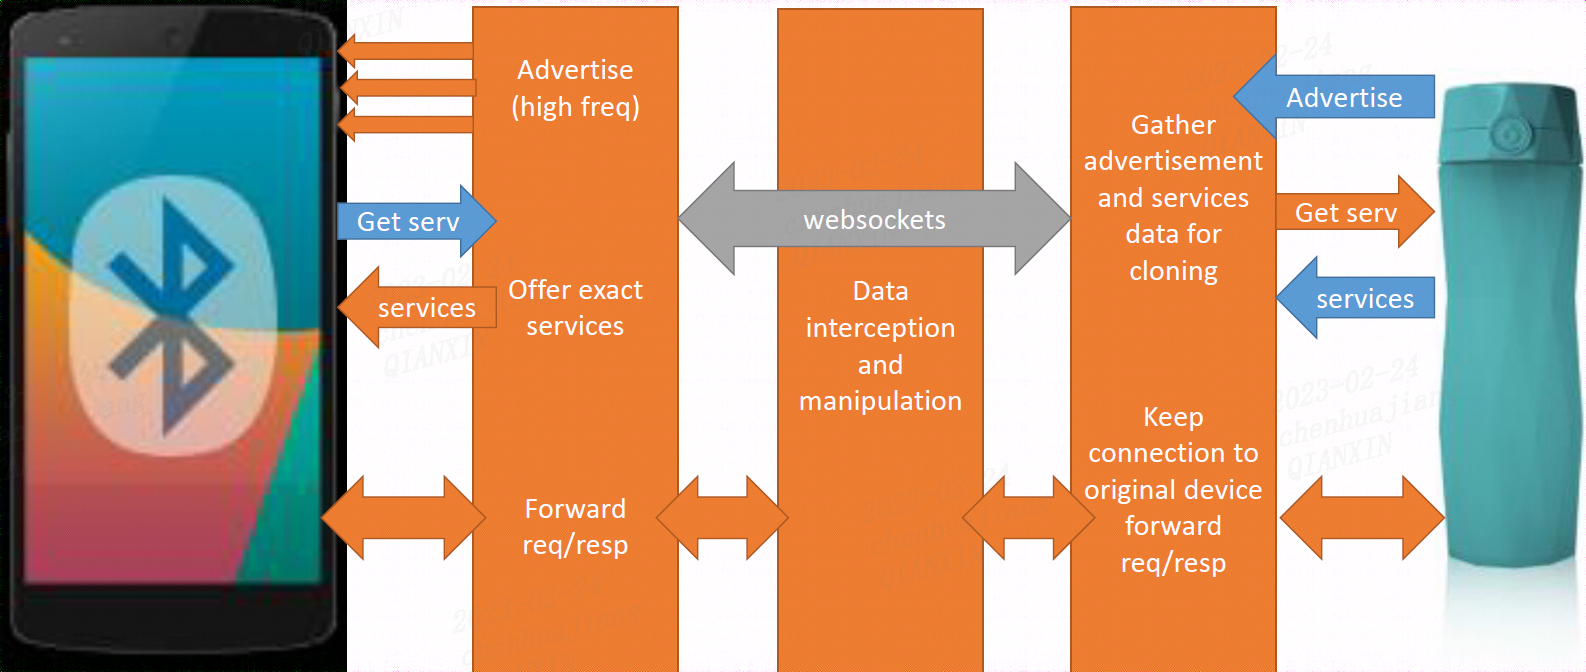 Advertise
(high freq)
Get serv
services
Offer exact
services
Forward
req/resp
websockets
Data
interception
and
manipulation
Gather
advertisement
and services
data for
cloning
Keep
connection to
original device
forward
req/resp
Advertise
Get serv
services
2023-02-24
chenhuajian
QIANXIN
QIANXIN